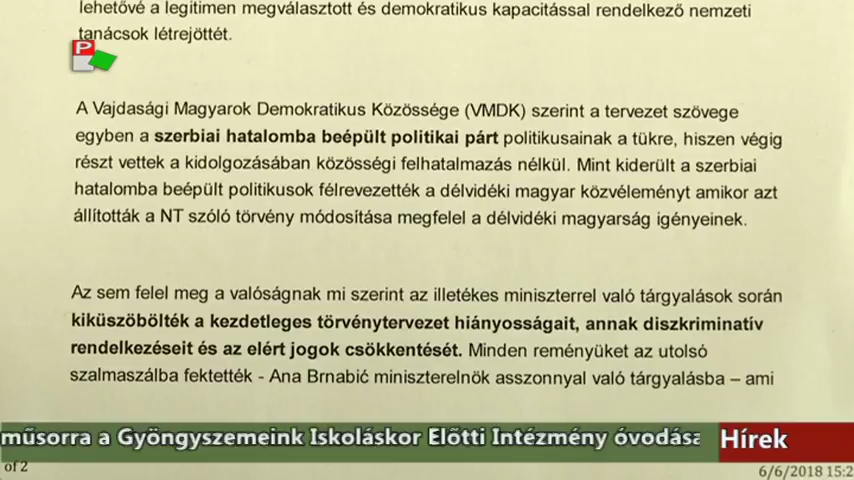 lehetővé a legitimen megválasztott és demokratikus kapacitással rendelkező nemzeti
tanácsok létrejöttét.
P
A Vajdasági Magyarok Demokratikus Közössége (VMDK) szerint a tervezet szövege
egyben a szerbiai hatalomba beépült politikai párt politikusainak a tükre, hiszen végig
részt vettek a kidolgozásában közösségi felhatalmazás nélkül. Mint kiderült a szerbiai
hatalomba beépült politikusok félrevezették a délvidéki magyar közvéleményt amikor azt
állították a NT szóló törvény módosítása megfelel a délvidéki magyarság igényeinek.
Az sem felel meg a valóságnak mi szerint az illetékes miniszterrel való tárgyalások során
kiküszöbölték a kezdetleges törvénytervezet hiányosságait, annak diszkriminatív
rendelkezéseit és az elért jogok csökkentését. Minden reményüket az utolsó
szalmaszálba fektették - Ana Brnabić miniszterelnök asszonnyal való tárgyalásba – ami
műsorra a Gyöngyszemeink Iskoláskor Elõtti Intézmény óvodása
Hírek
of 2
6/6/2018 15:2